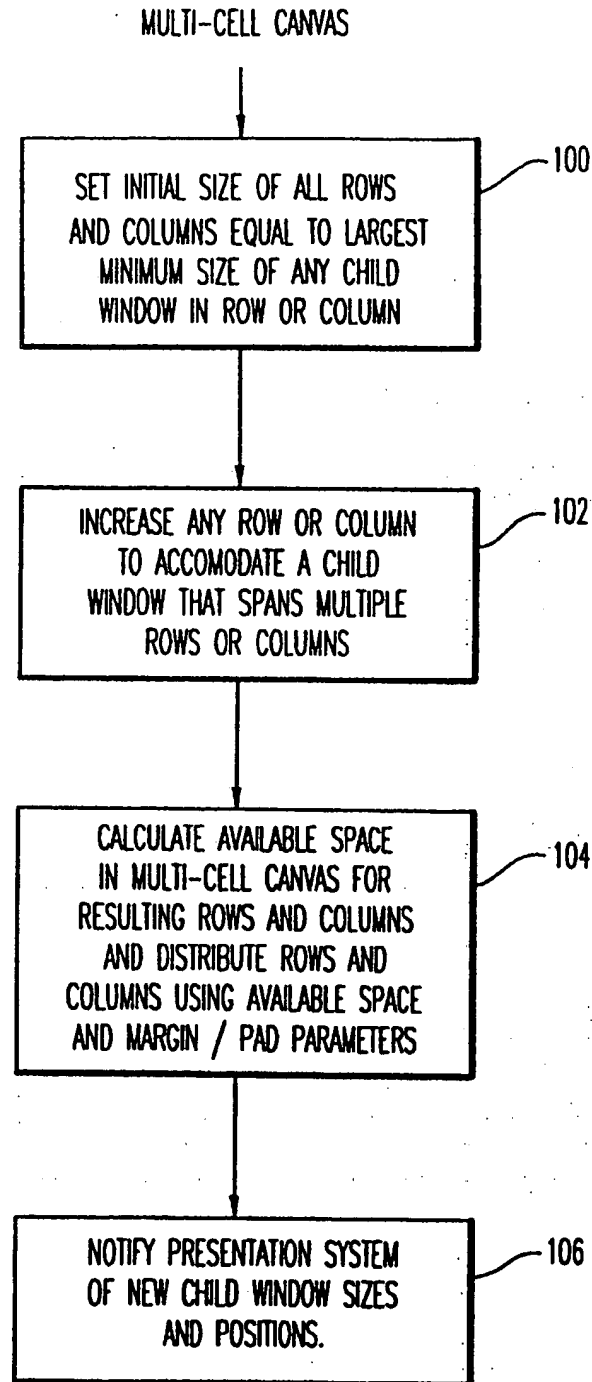 MULTI-CELL CANVAS
100
SET INITIAL SIZE OF ALL ROWS
AND COLUMNS EQUAL TO LARGEST
MINIMUM SIZE OF ANY CHILD
WINDOW IN ROW OR COLUMN
102
INCREASE ANY ROW OR COLUMN
TO ACCOMODATE A CHILD
WINDOW THAT SPANS MULTIPLE
ROWS OR COLUMNS
104
CALCULATE AVAILABLE SPACE
IN MULTI-CELL CANVAS FOR
RESULTING ROWS AND COLUMNS
AND DISTRIBUTE ROWS AND
COLUMNS USING AVAILABLE SPACE
AND MARGIN / PAD PARAMETERS
106
NOTIFY PRESENTATION SYSTEM
OF NEW CHILD WINDOW SIZES
AND POSITIONS.